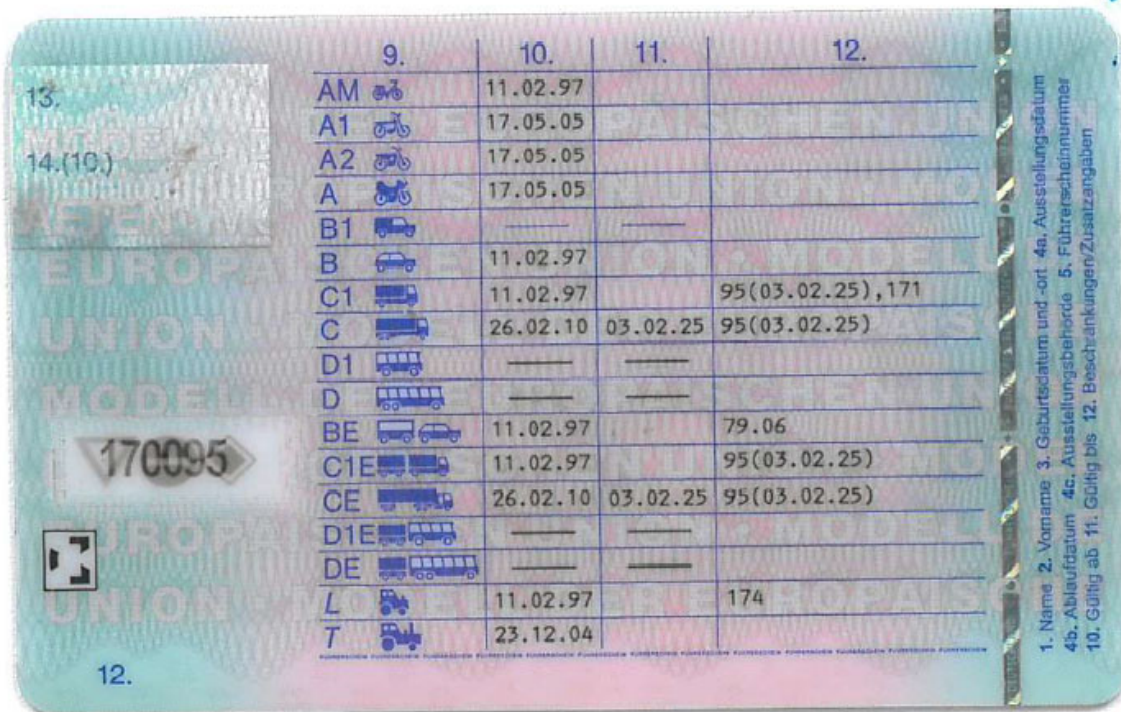 9. 10. 11. 12.
13.
14.(10.)
AM 11.02.97
A1 17.05.05
A2 17.05.05
A 17.05.05
B1
B 11.02.97
C1 11.02.97 95(03.02.25),171
C 26.02.10 03.02.25 95(03.02.25)
D1
D
BE 11.02.97 79.06
170095
C1E 11.02.97 95(03.02.25)
CE 26.02.10 03.02.25 95(03.02.25)
D1E
DE
L 11.02.97 174
T 23.12.04
12.
1. Name 2. Vorname 3. Geburtsdatum und -ort 4a. Ausstellungsdatum
4b. Ablaufdatum 4c. Ausstellungsbehörde 5. Führerscheinnummer
10. Gültig ab 11. Gültig bis 12. Beschränkungen/Zusatzangaben